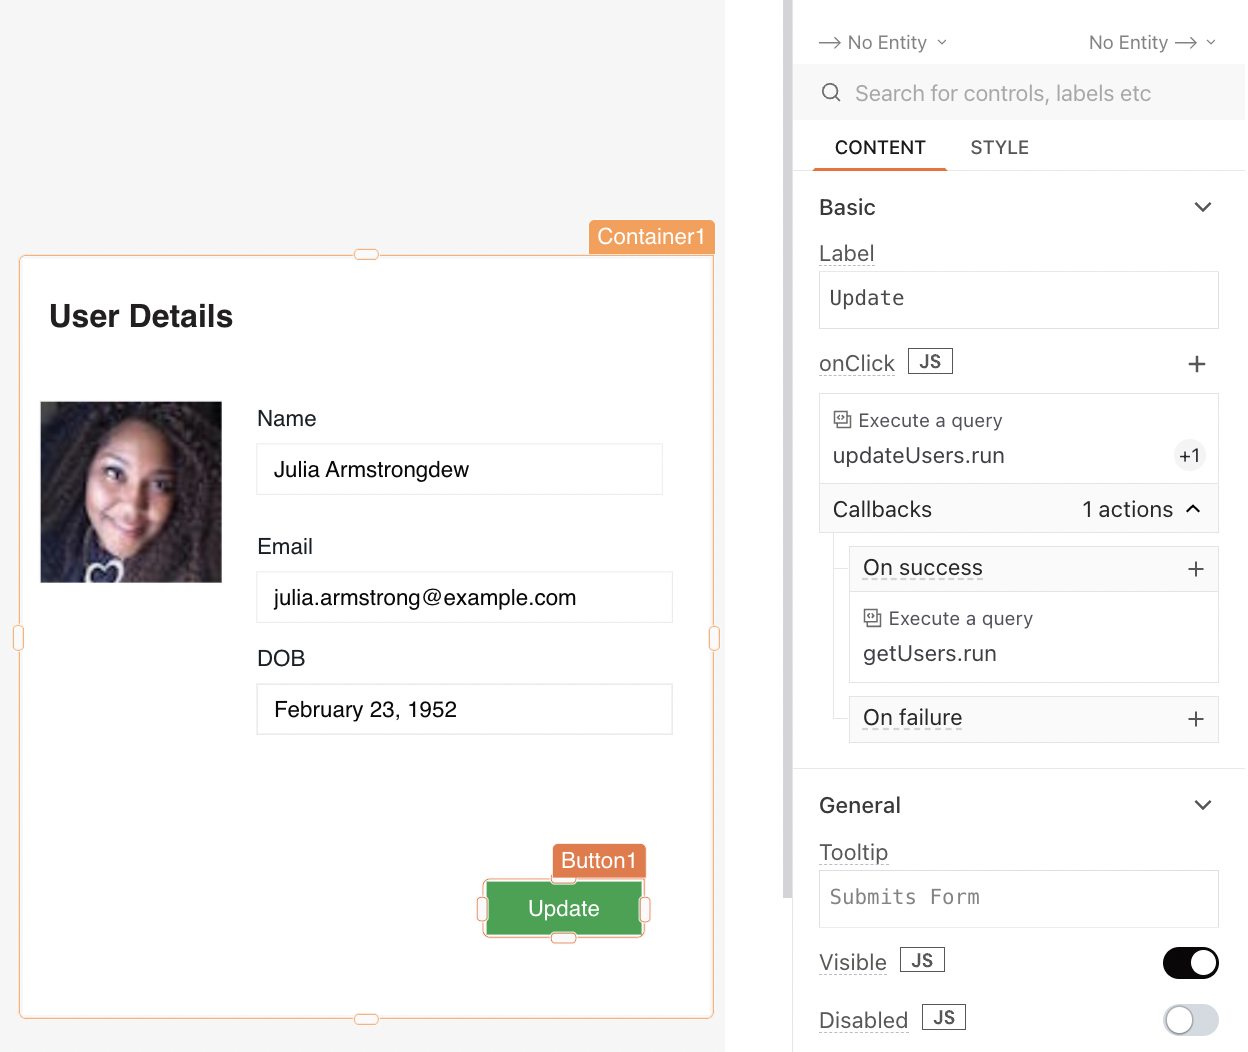 Container1
User Details
Name
Julia Armstrongdew
Email
julia.armstrong@example.com
DOB
February 23, 1952
Button1
Update
No Entity
No Entity
Search for controls, labels etc
CONTENT STYLE
Basic
Label
Update
onClick JS
Execute a query
updateUsers.run +1
Callbacks 1 actions
On success
Execute a query
getUsers.run
On failure
General
Tooltip
Submits Form
Visible JS
Disabled JS